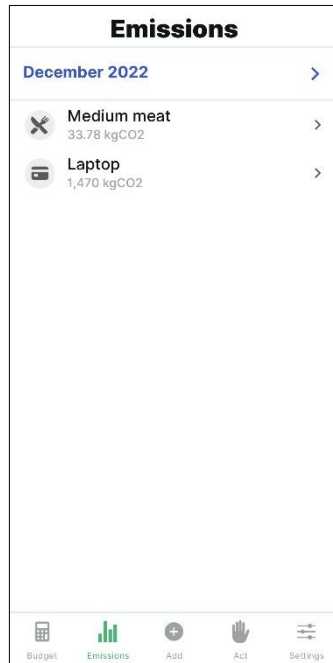 Emissions
December 2022
Medium meat
33.78 kgCO2
Laptop
1,470 kgCO2
Budget
Emissions
Add
Act
Settings